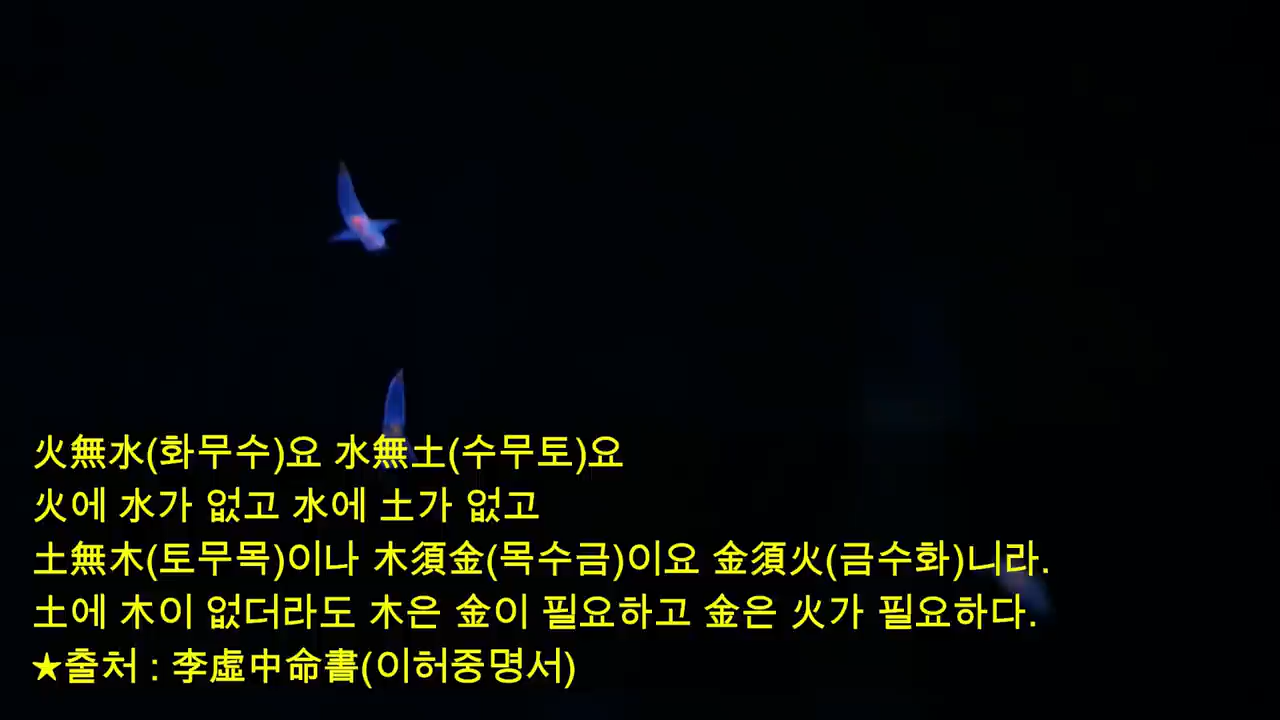 火無水(화무수)요 水無土(수무토)요
火에 水가 없고 水에 土가 없고
土無木(토무목)이나 木須金(목수금)이요 金須火(금수화)니라.
土에 木이 없더라도 木은 金이 필요하고 金은 火가 필요하다.
★출처 : 李虛中命書(이허중명서)